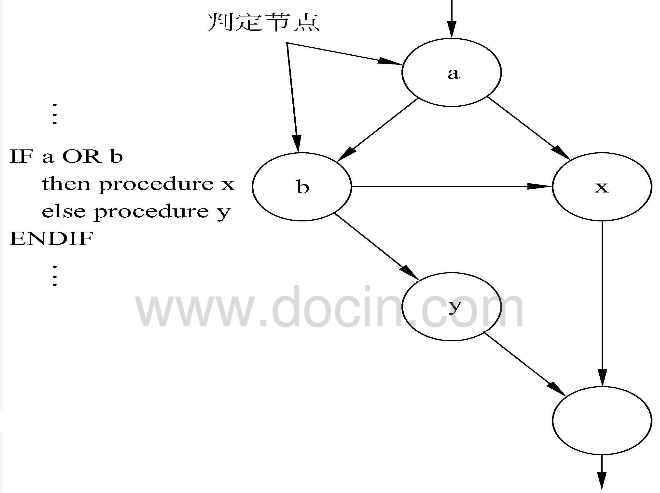 判定节点
a
⋮
IF a OR b
then procedure x
else procedure y
ENDIF
⋮
b
x
y
www.docin.com